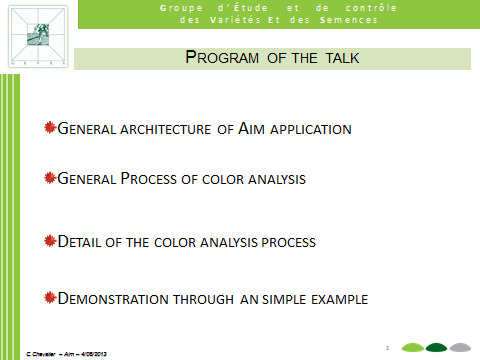 Groupe d'Étude et de contrôle
des Variétés Et des Semences
GEVES
PROGRAM OF THE TALK
GENERAL ARCHITECTURE OF AIM APPLICATION
GENERAL PROCESS OF COLOR ANALYSIS
DETAIL OF THE COLOR ANALYSIS PROCESS
DEMONSTRATION THROUGH AN SIMPLE EXAMPLE
2
C.Chevalier – Aim – 4/06/2013